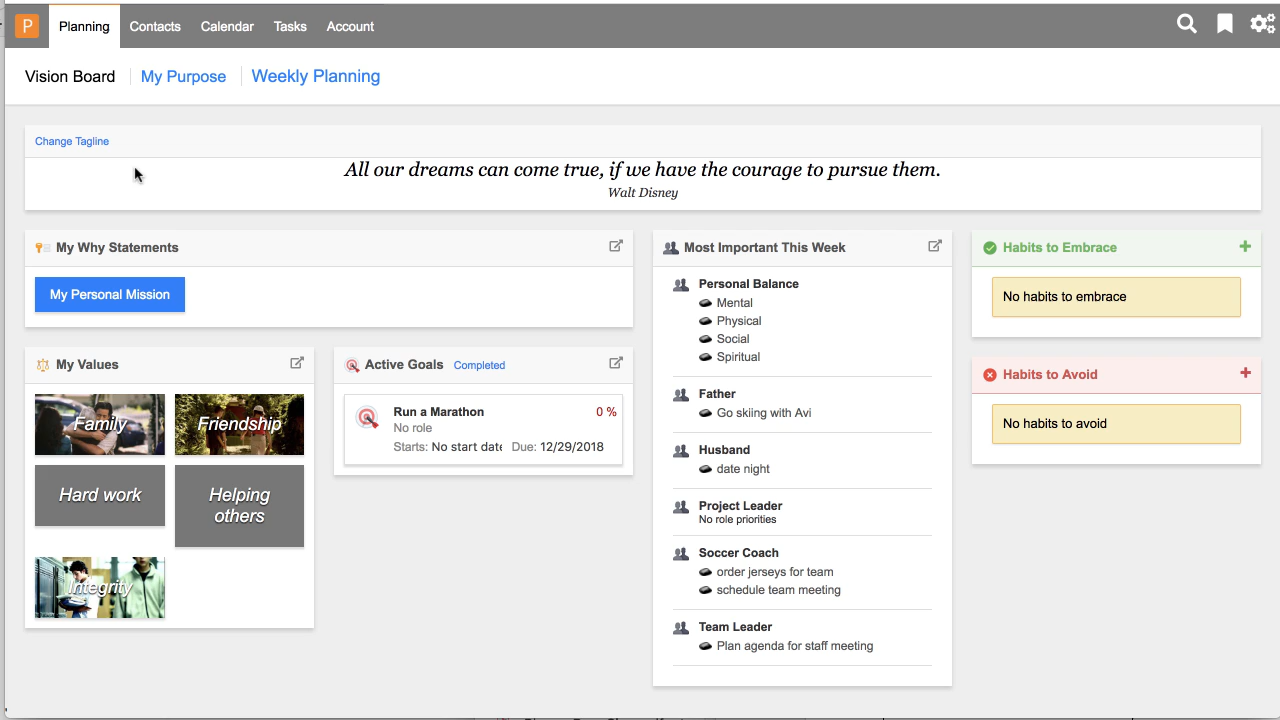 P
Planning Contacts Calendar Tasks Account
Vision Board My Purpose Weekly Planning
Change Tagline
All our dreams can come true, if we have the courage to pursue them.
Walt Disney
My Why Statements
My Personal Mission
My Values
Family
Friendship
Hard work
Helping
others
Integrity
Active Goals Completed
Run a Marathon 0 %
No role
Starts: No start date Due: 12/29/2018
Most Important This Week
Personal Balance
Mental
Physical
Social
Spiritual
Father
Go skiing with Avi
Husband
date night
Project Leader
No role priorities
Soccer Coach
order jerseys for team
schedule team meeting
Team Leader
Plan agenda for staff meeting
Habits to Embrace
No habits to embrace
Habits to Avoid
No habits to avoid